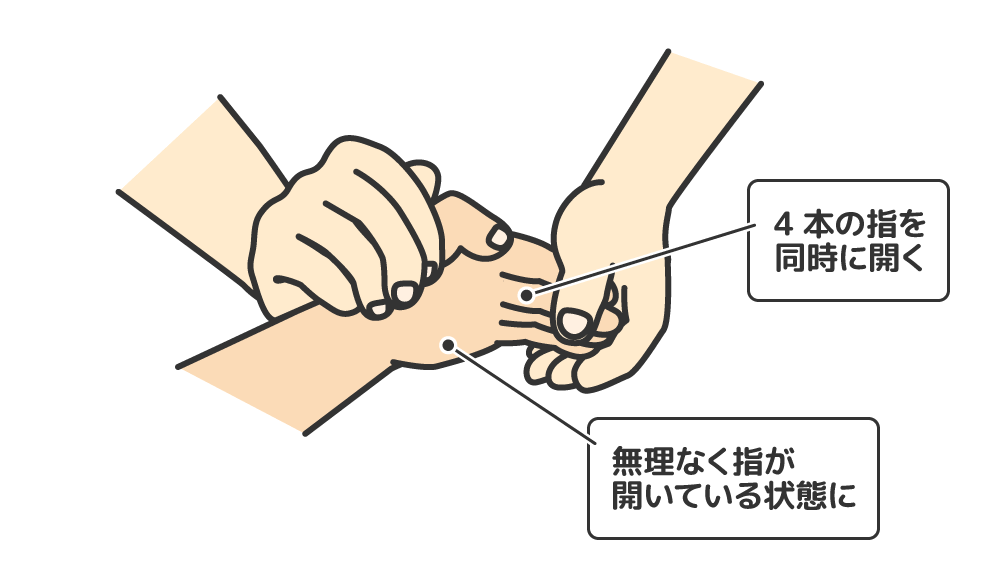 4本の指を
同時に開く
無理なく指が
開いている状態に